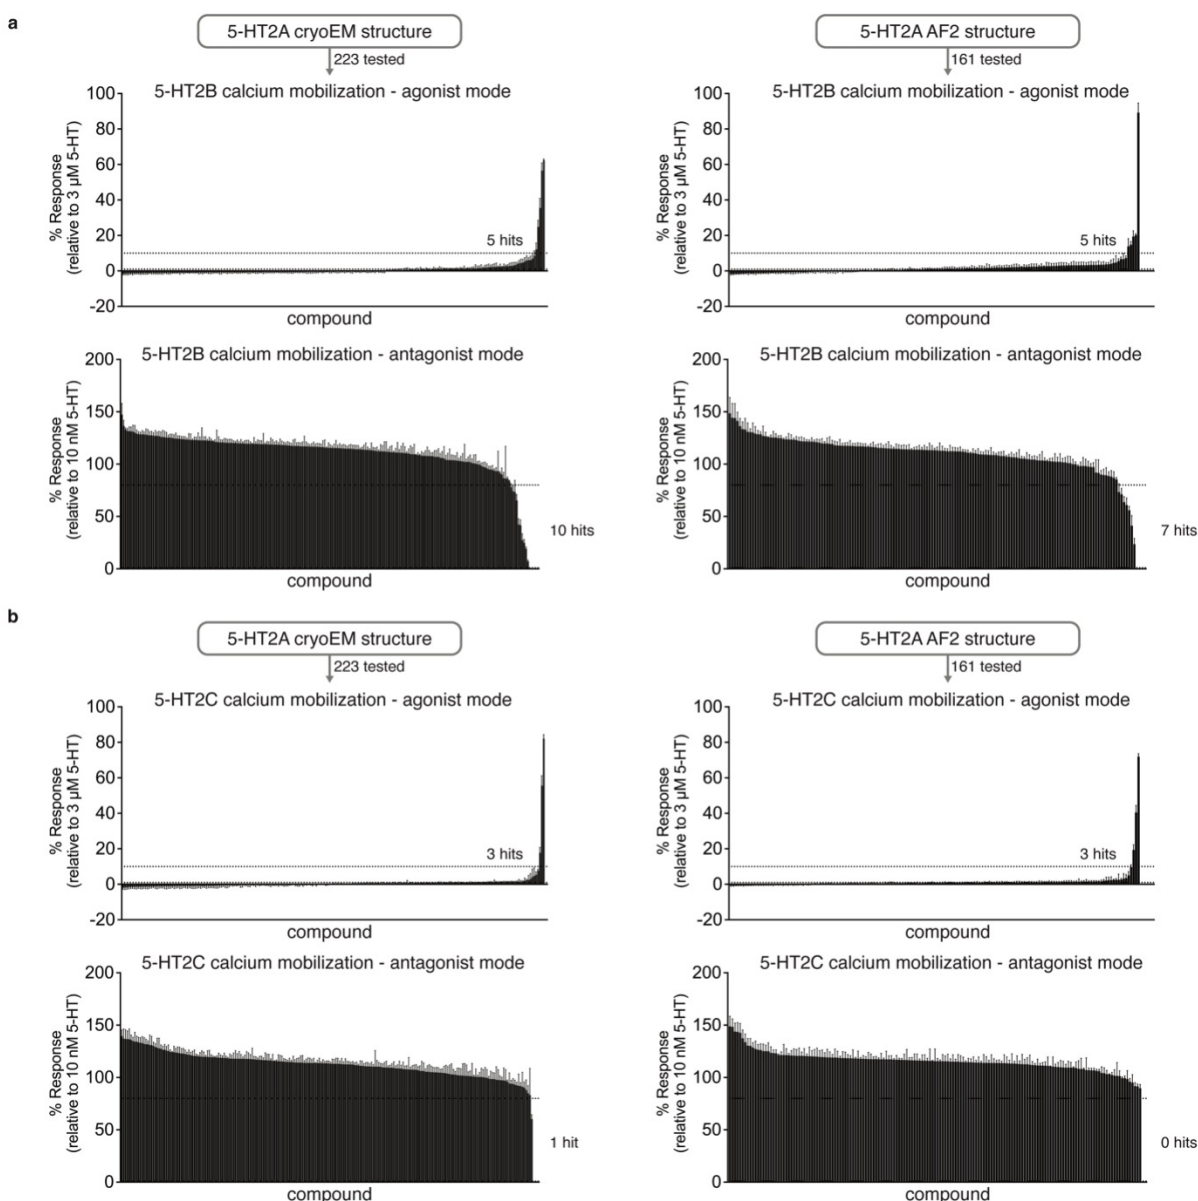 a
5-HT2A cryoEM structure
223 tested
5-HT2B calcium mobilization - agonist mode
% Response
(relative to 3 µM 5-HT)
100
80
60
40
20
0
-20
5 hits
compound
5-HT2B calcium mobilization - antagonist mode
% Response
(relative to 10 nM 5-HT)
200
150
100
50
0
10 hits
compound
5-HT2A AF2 structure
161 tested
5-HT2B calcium mobilization - agonist mode
% Response
(relative to 3 µM 5-HT)
100
80
60
40
20
0
-20
5 hits
compound
5-HT2B calcium mobilization - antagonist mode
% Response
(relative to 10 nM 5-HT)
200
150
100
50
0
7 hits
compound
b
5-HT2A cryoEM structure
223 tested
5-HT2C calcium mobilization - agonist mode
% Response
(relative to 3 µM 5-HT)
100
80
60
40
20
0
-20
3 hits
compound
5-HT2C calcium mobilization - antagonist mode
% Response
(relative to 10 nM 5-HT)
200
150
100
50
0
1 hit
compound
5-HT2A AF2 structure
161 tested
5-HT2C calcium mobilization - agonist mode
% Response
(relative to 3 µM 5-HT)
100
80
60
40
20
0
-20
3 hits
compound
5-HT2C calcium mobilization - antagonist mode
% Response
(relative to 10 nM 5-HT)
200
150
100
50
0
0 hits
compound